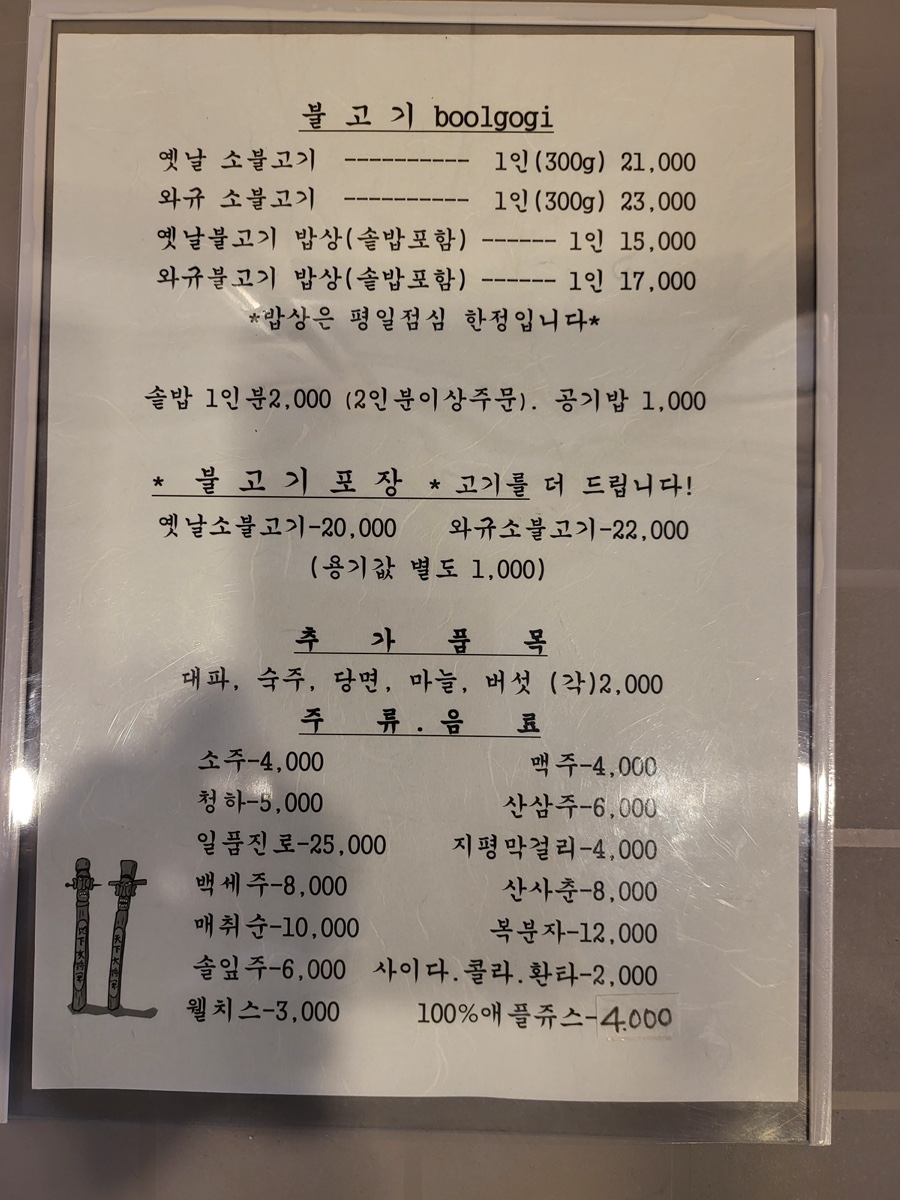 불 고 기 boolgogi
옛날 소불고기 ---------- 1인(300g) 21,000
와규 소불고기 ---------- 1인(300g) 23,000
옛날불고기 밥상(솥밥포함) ------ 1인 15,000
와규불고기 밥상(솥밥포함) ------ 1인 17,000
*밥상은 평일점심 한정입니다*
솥밥 1인분2,000 (2인분이상주문). 공기밥 1,000
* 불 고 기 포 장 * 고기를 더 드립니다!
옛날소불고기-20,000 와규소불고기-22,000
(용기값 별도 1,000)
추 가 품 목
대파, 숙주, 당면, 마늘, 버섯 (각)2,000
주 류 . 음 료
소주-4,000 맥주-4,000
청하-5,000 산삼주-6,000
일품진로-25,000 지평막걸리-4,000
백세주-8,000 산사춘-8,000
매취순-10,000 복분자-12,000
솔잎주-6,000 사이다.콜라.환타-2,000
웰치스-3,000 100%애플쥬스-4.000